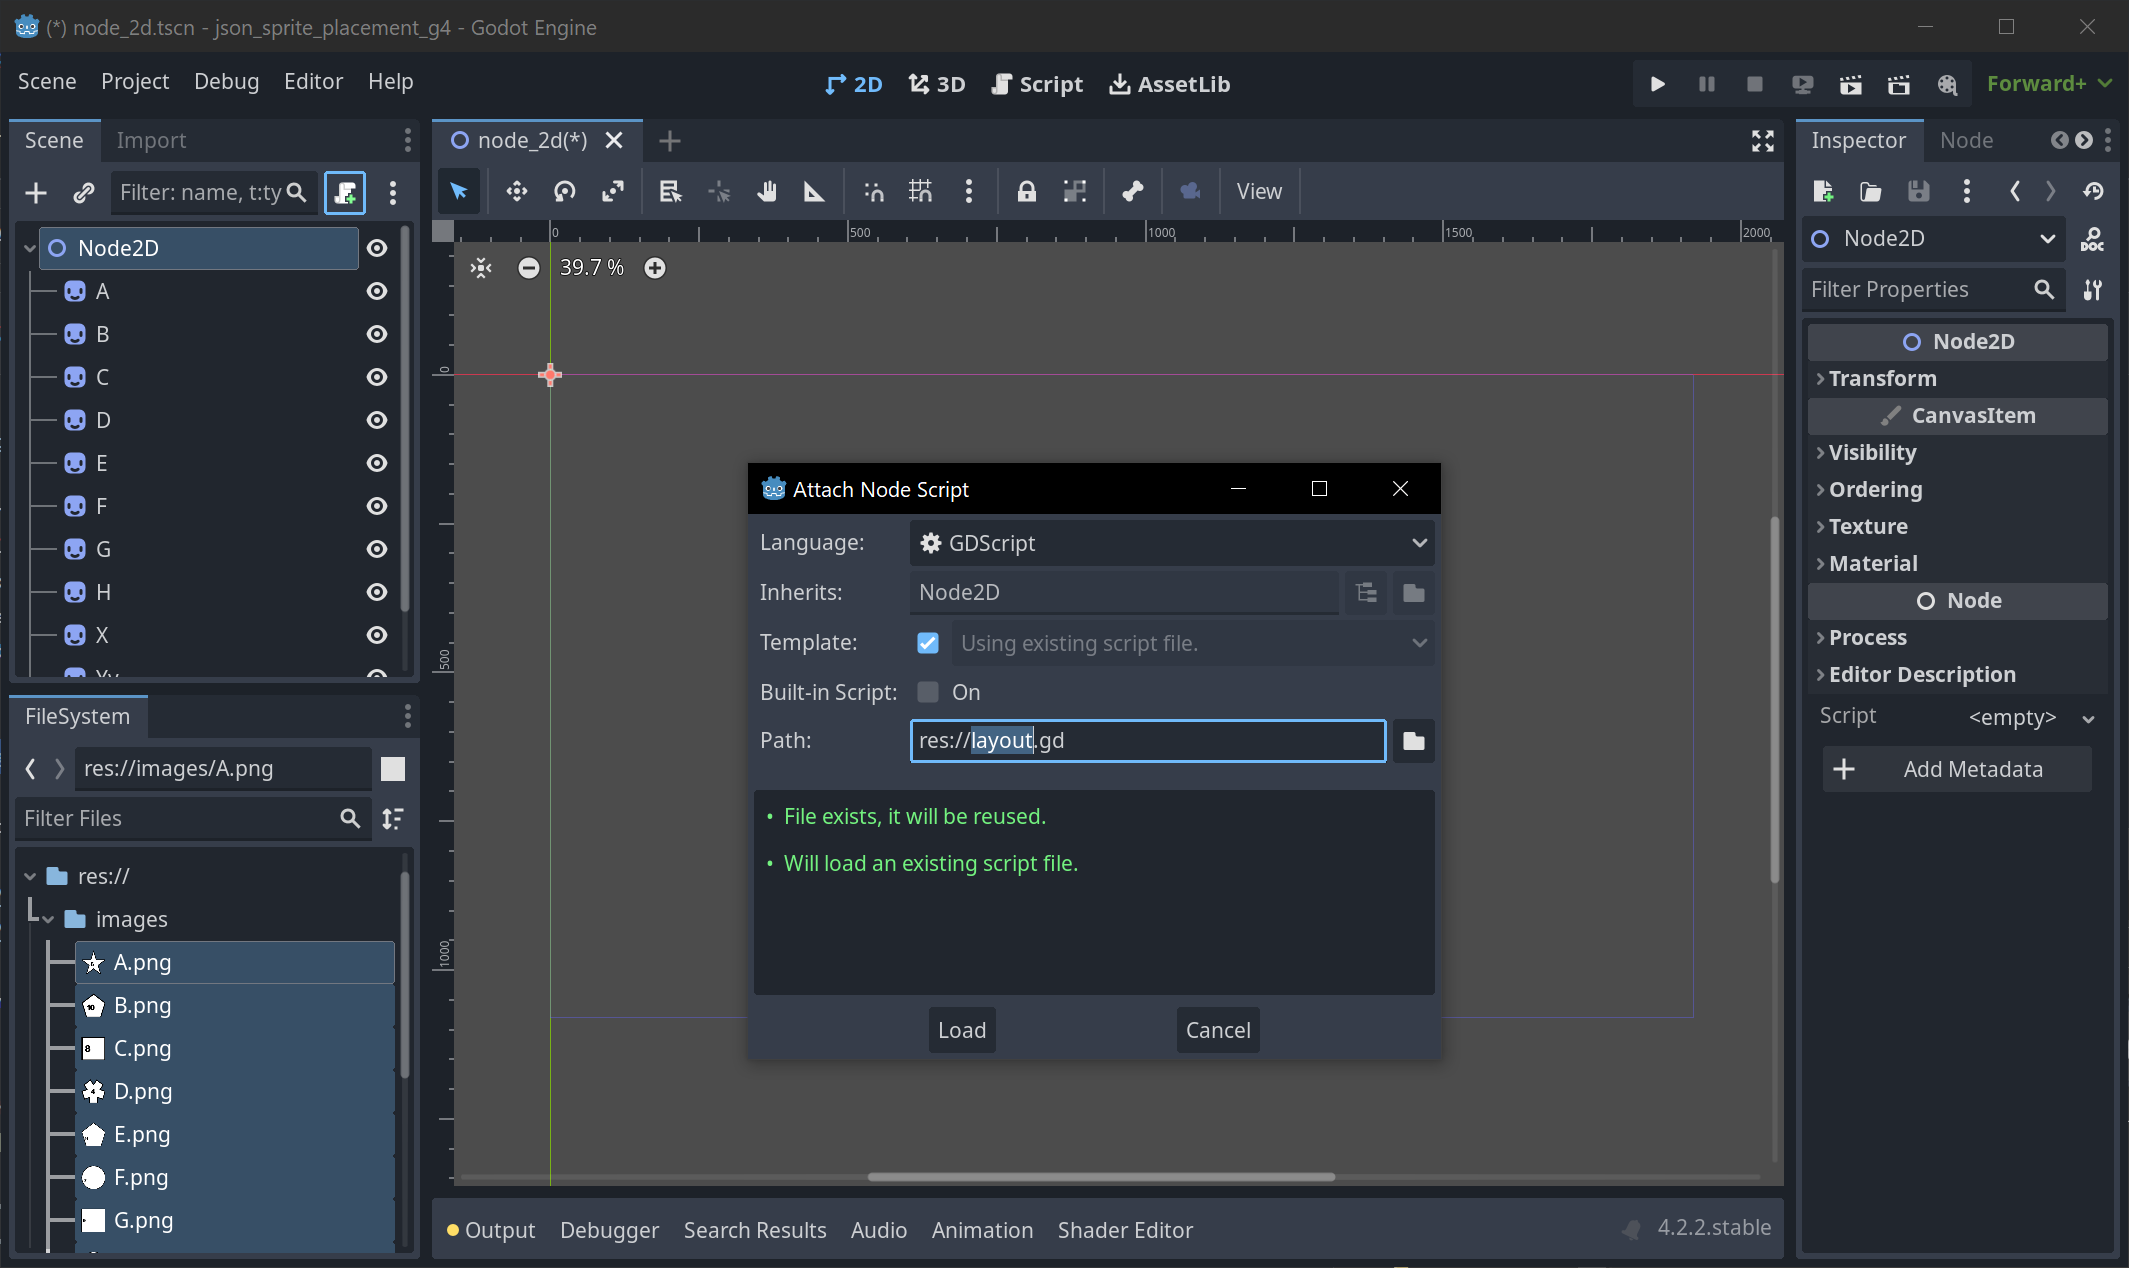 (*) node_2d.tscn - json_sprite_placement_g4 - Godot Engine
Scene Project Debug Editor Help
2D 3D Script AssetLib
Forward+
Scene Import
Filter: name, t:ty
Node2D
A
B
C
D
E
F
G
H
X
FileSystem
res://images/A.png
Filter Files
res://
images
A.png
B.png
C.png
D.png
E.png
F.png
G.png
node_2d(*)
View
0 500 1000 1500 2000
39.7 %
0
500
1000
Attach Node Script
Language: GDScript
Inherits: Node2D
Template: Using existing script file.
Built-in Script: On
Path: res://layout.gd
• File exists, it will be reused.
• Will load an existing script file.
Load Cancel
Output Debugger Search Results Audio Animation Shader Editor
4.2.2.stable
Inspector Node
Node2D
DOC
Filter Properties
Node2D
Transform
CanvasItem
Visibility
Ordering
Texture
Material
Node
Process
Editor Description
Script <empty>
Add Metadata